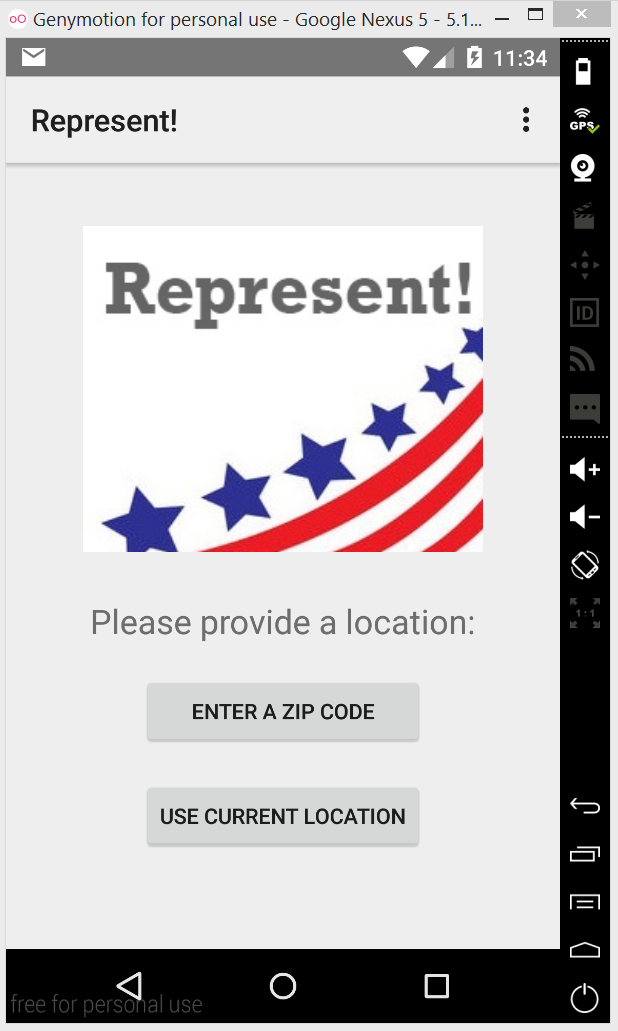 Genymotion for personal use - Google Nexus 5 - 5.1...
11:34
Represent!
GPS
Represent!
ID
Please provide a location:
ENTER A ZIP CODE
1:1
USE CURRENT LOCATION
free for personal use